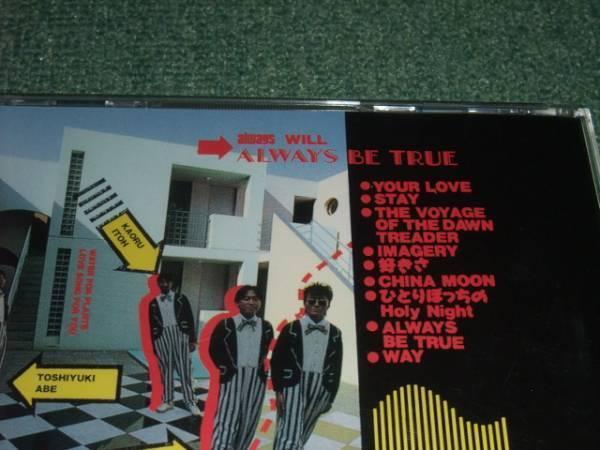 always WILL
ALWAYS BE TRUE
YOUR LOVE
STAY
THE VOYAGE
OF THE DAWN
TREADER
IMAGERY
好きさ
CHINA MOON
ひとりぼっちの
Holy Night
ALWAYS
BE TRUE
WAY
KAORU
ITOH
WATER FOR PLANTS
LOVE SONG FOR YOU
TOSHIYUKI
ABE